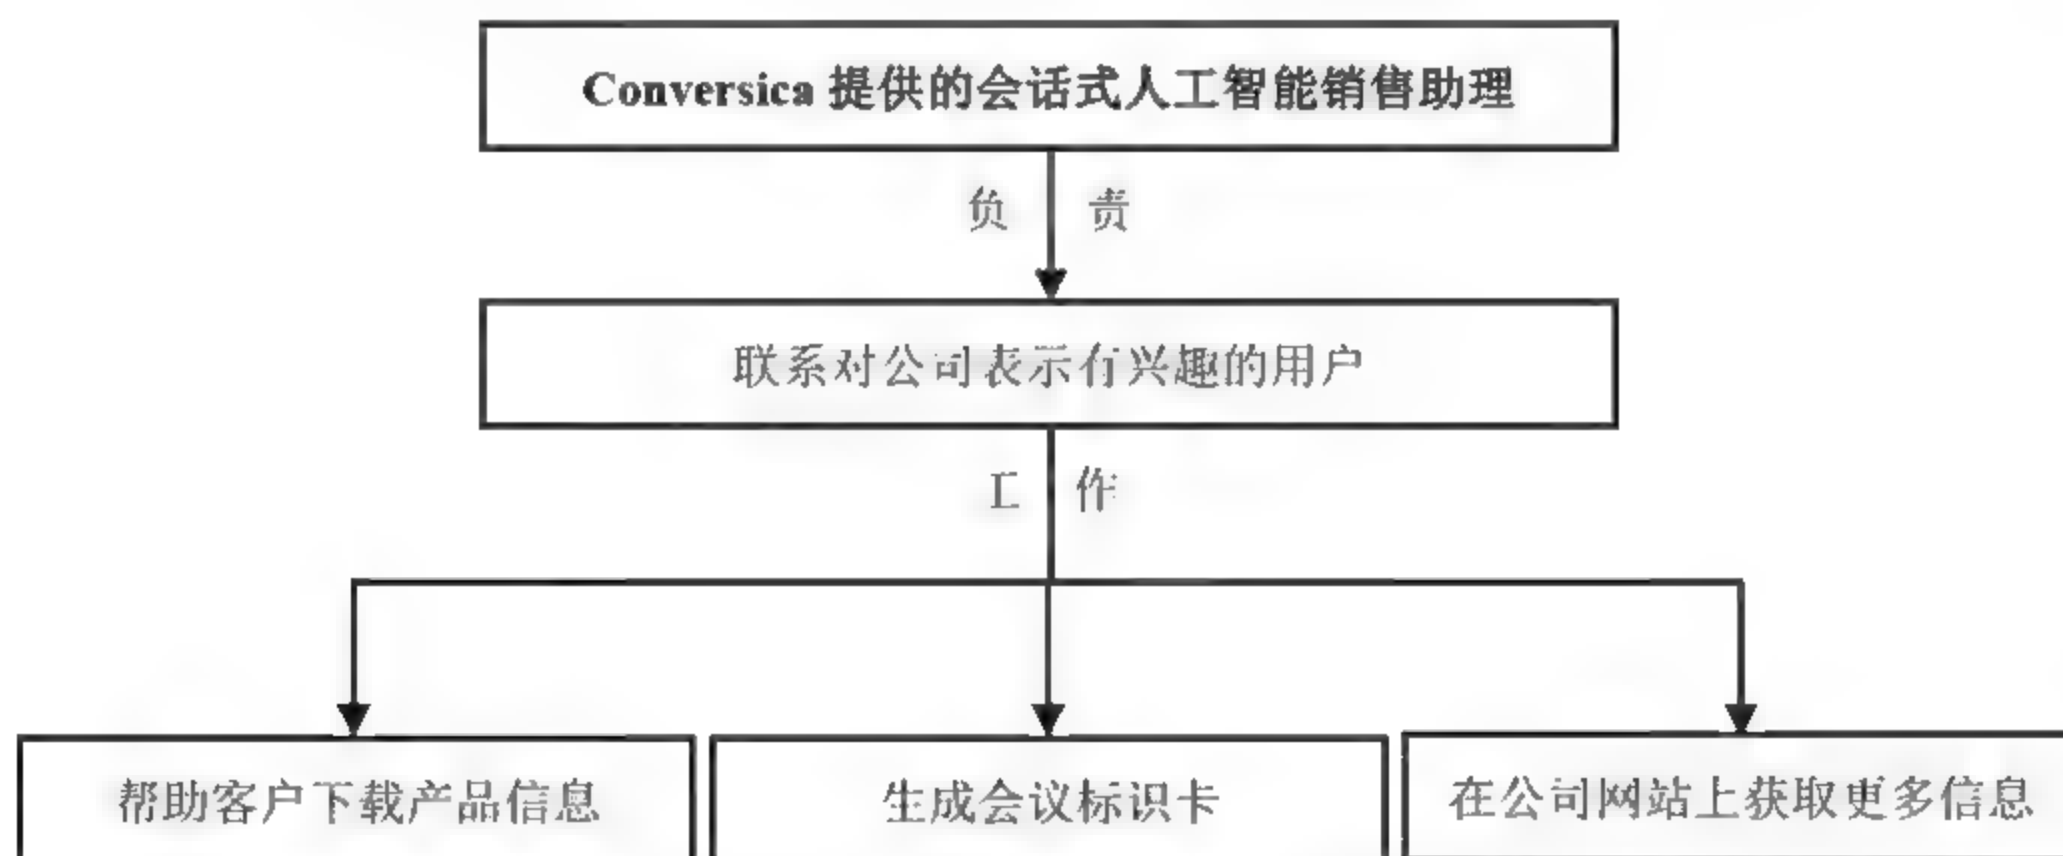 Conversica 提供的会话式人工智能销售助理
负 责
联系对公司表示有兴趣的用户
工 作
帮助客户下载产品信息
生成会议标识卡
在公司网站上获取更多信息